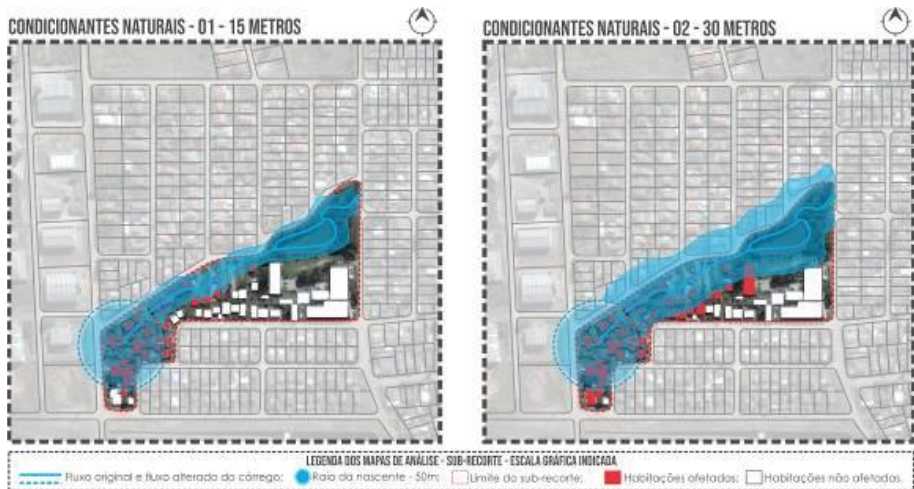 CONDICIONANTES NATURAIS - 01 - 15 METROS
CONDICIONANTES NATURAIS - 02 - 30 METROS
LEGENDA DOS MAPAS DE ANÁLISE - SUB-RECORTE - ESCALA GRÁFICA INDICADA
Fluxo original e fluxo alterado do córrego; Raio da nascente - 50m; Limite do sub-recorte; Habitações afetadas; Habitações não afetadas.